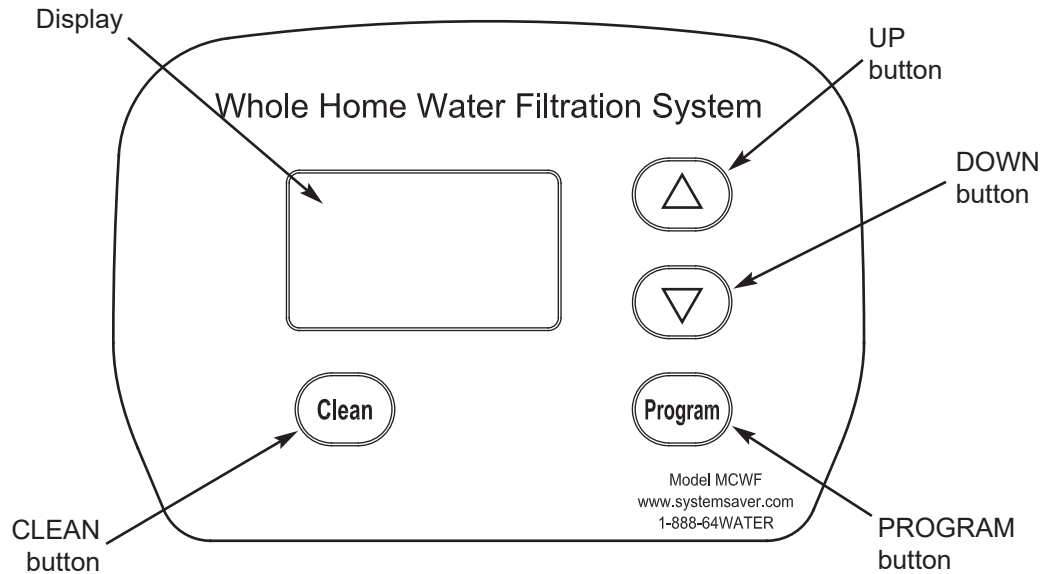 Display
UP
button
Whole Home Water Filtration System
DOWN
button
Clean
Program
Model MCWF
www.systemsaver.com
1-888-64WATER
CLEAN
button
PROGRAM
button